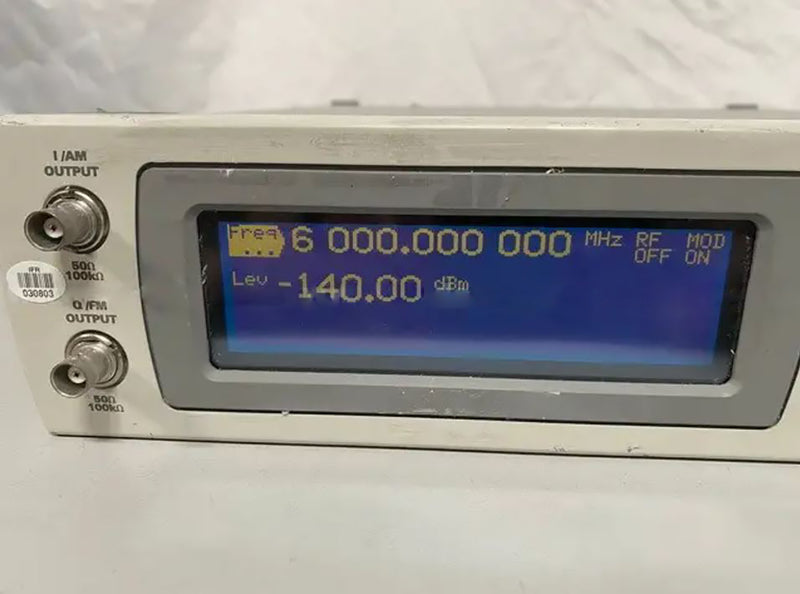 I /AM
OUTPUT
50Ω
100kΩ
IFR
030803
Q /FM
OUTPUT
50Ω
100kΩ
Freq 6 000.000 000 MHz RF MOD
... OFF ON
Lev -140.00 dBm